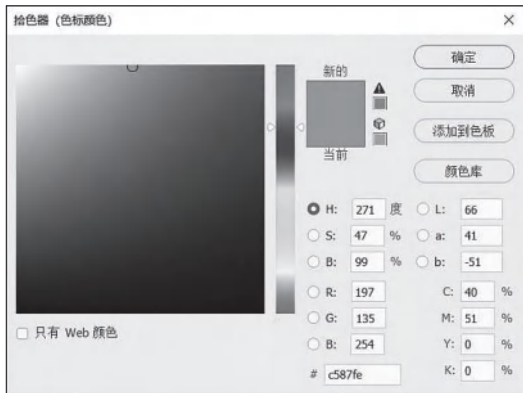 拾色器（色标颜色）
新的
当前
确定
取消
添加到色板
颜色库
H: 271 度
S: 47 %
B: 99 %
R: 197
G: 135
B: 254
# c587fe
L: 66
a: 41
b: -51
C: 40 %
M: 51 %
Y: 0 %
K: 0 %
只有 Web 颜色